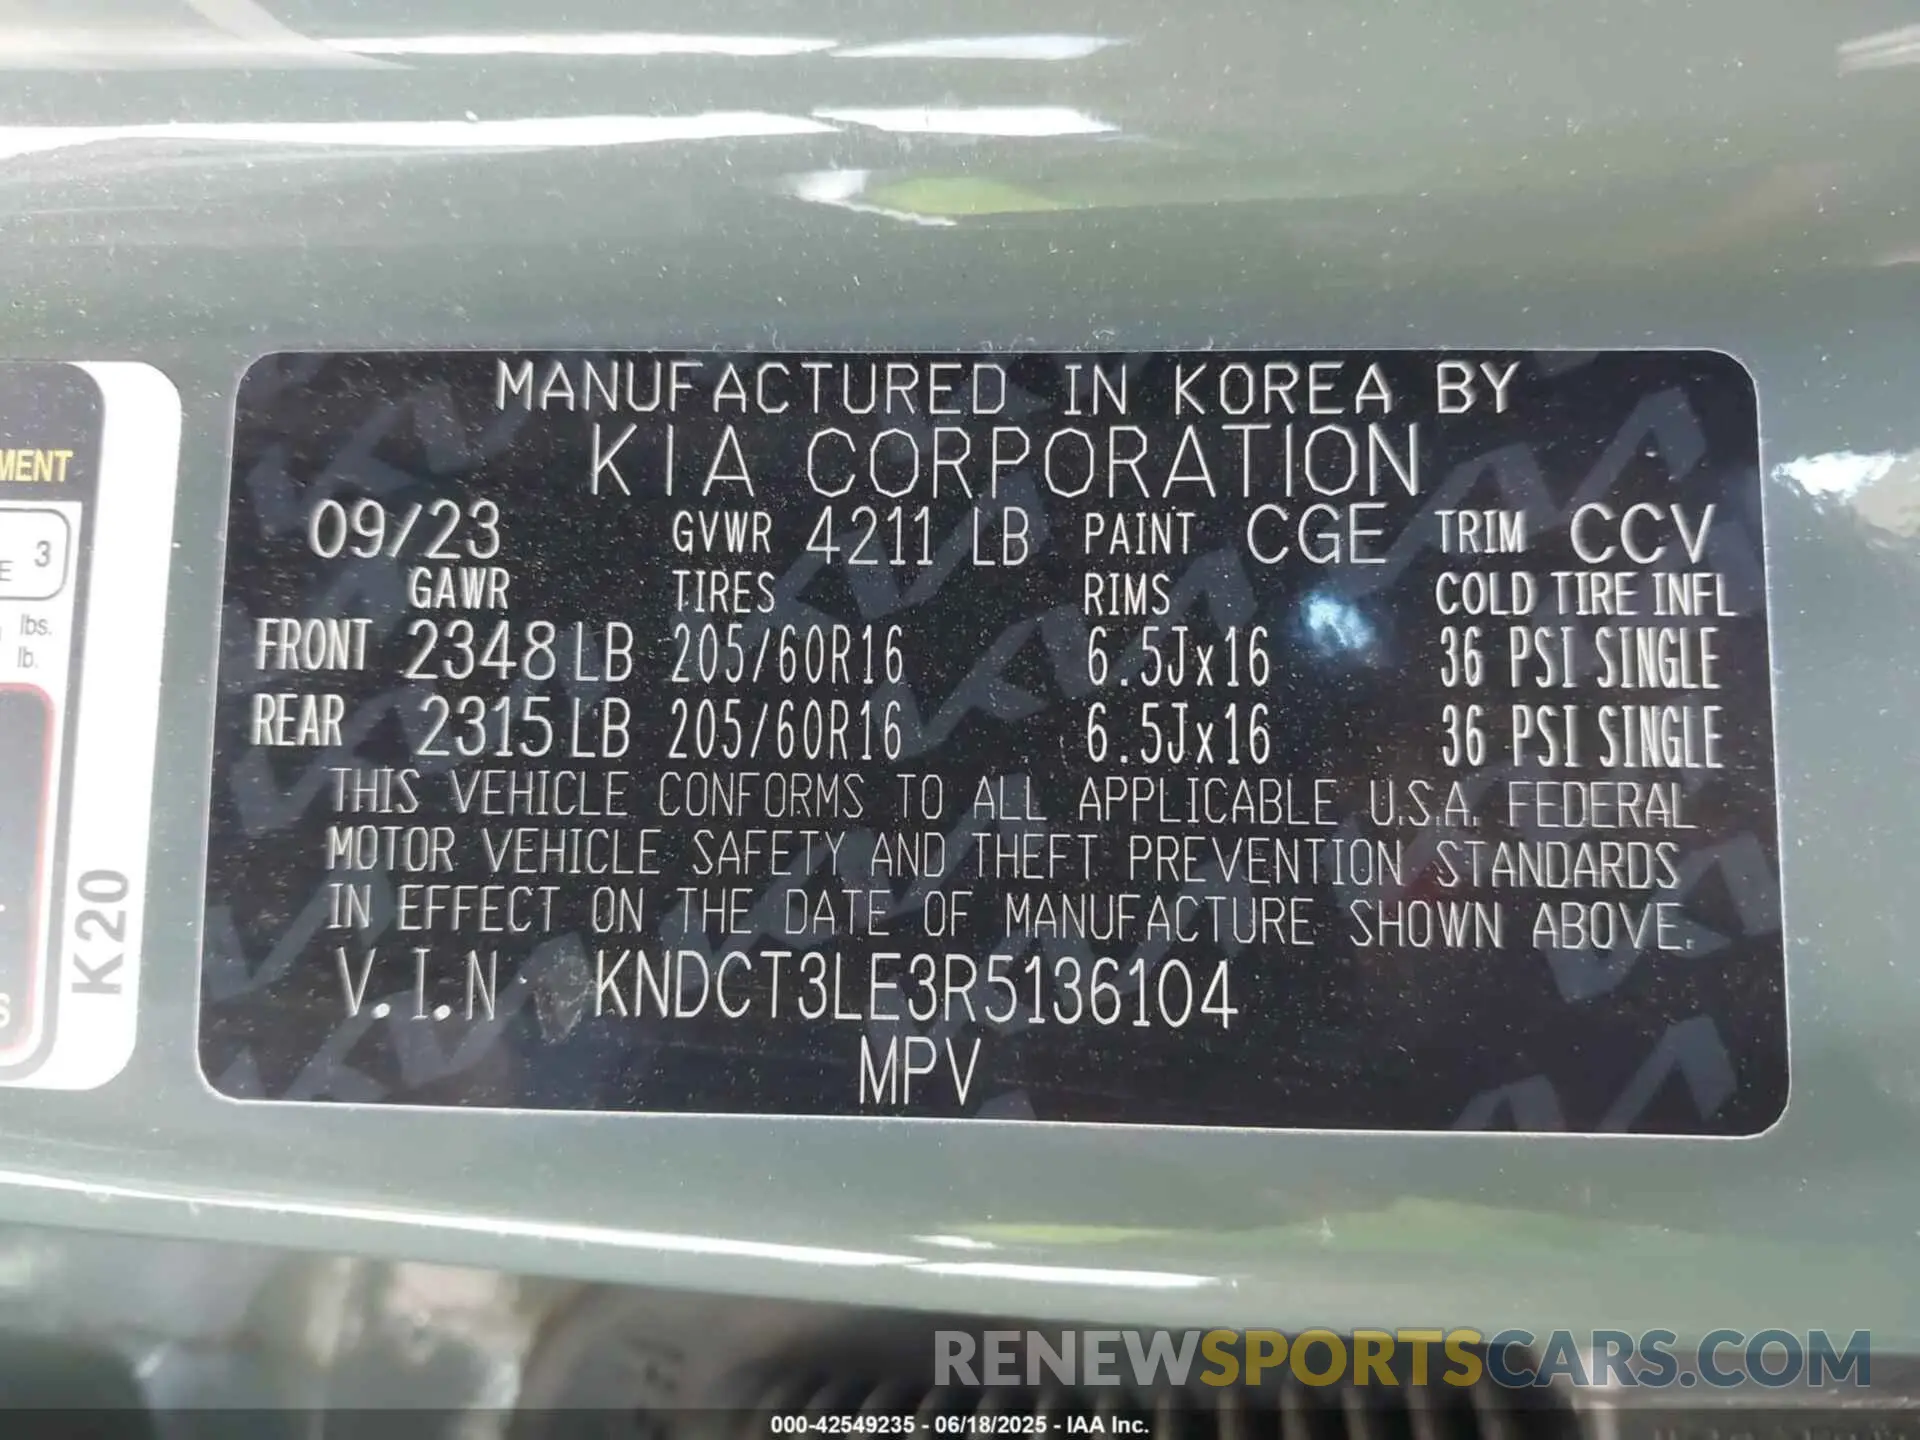 MANUFACTURED IN KOREA BY
KIA CORPORATION
09/23 GVWR 4211 LB PAINT CGE TRIM CCV
GAWR TIRES RIMS COLD TIRE INFL
FRONT 2348 LB 205/60R16 6.5Jx16 36 PSI SINGLE
REAR 2315 LB 205/60R16 6.5Jx16 36 PSI SINGLE
THIS VEHICLE CONFORMS TO ALL APPLICABLE U.S.A. FEDERAL
MOTOR VEHICLE SAFETY AND THEFT PREVENTION STANDARDS
IN EFFECT ON THE DATE OF MANUFACTURE SHOWN ABOVE.
V.I.N KNDCT3LE3R5136104
MPV
MENT
E 3
lbs.
lb.
S
K20
RENEWSPORTSCARS.COM
000-42549235 - 06/18/2025 - IAA Inc.